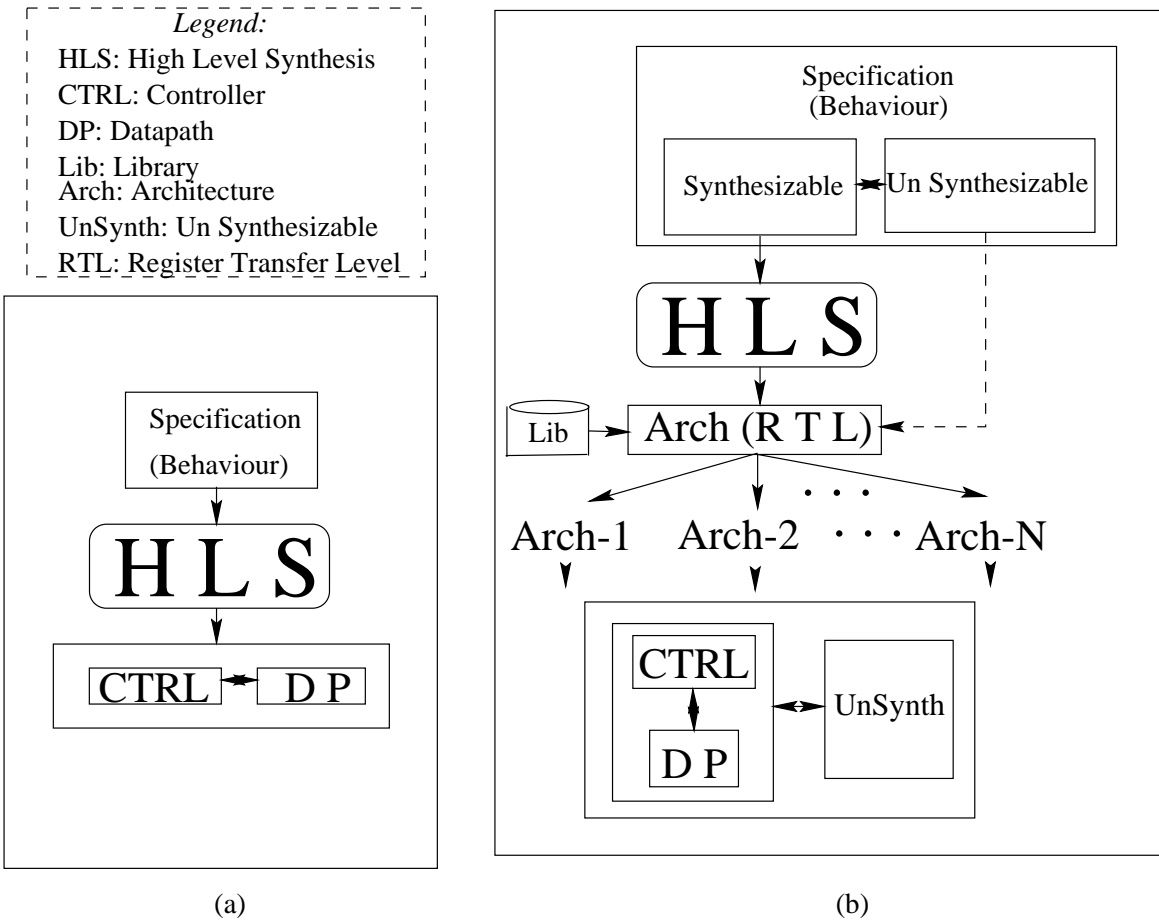 Legend:
HLS: High Level Synthesis
CTRL: Controller
DP: Datapath
Lib: Library
Arch: Architecture
UnSynth: Un Synthesizable
RTL: Register Transfer Level
Specification
(Behaviour)
H L S
CTRL
D P
(a)
Specification
(Behaviour)
Synthesizable
Un Synthesizable
H L S
Lib
Arch (R T L)
Arch-1
Arch-2
Arch-N
CTRL
D P
UnSynth
(b)